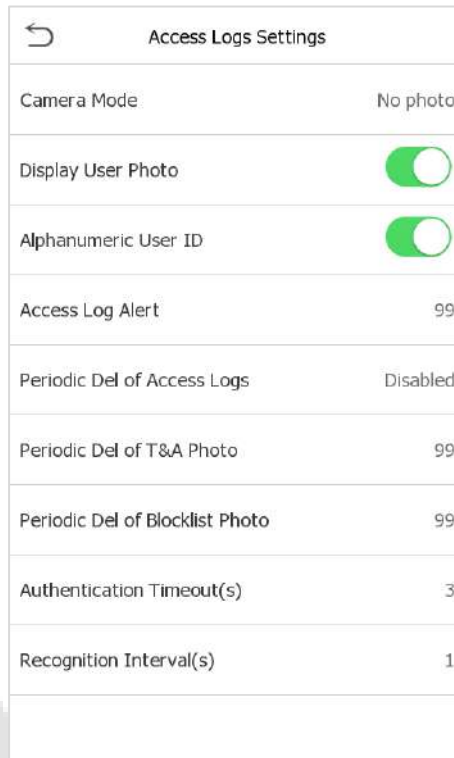 Access Logs Settings
Camera Mode No photo
Display User Photo
Alphanumeric User ID
Access Log Alert 99
Periodic Del of Access Logs Disabled
Periodic Del of T&A Photo 99
Periodic Del of Blocklist Photo 99
Authentication Timeout(s) 3
Recognition Interval(s) 1